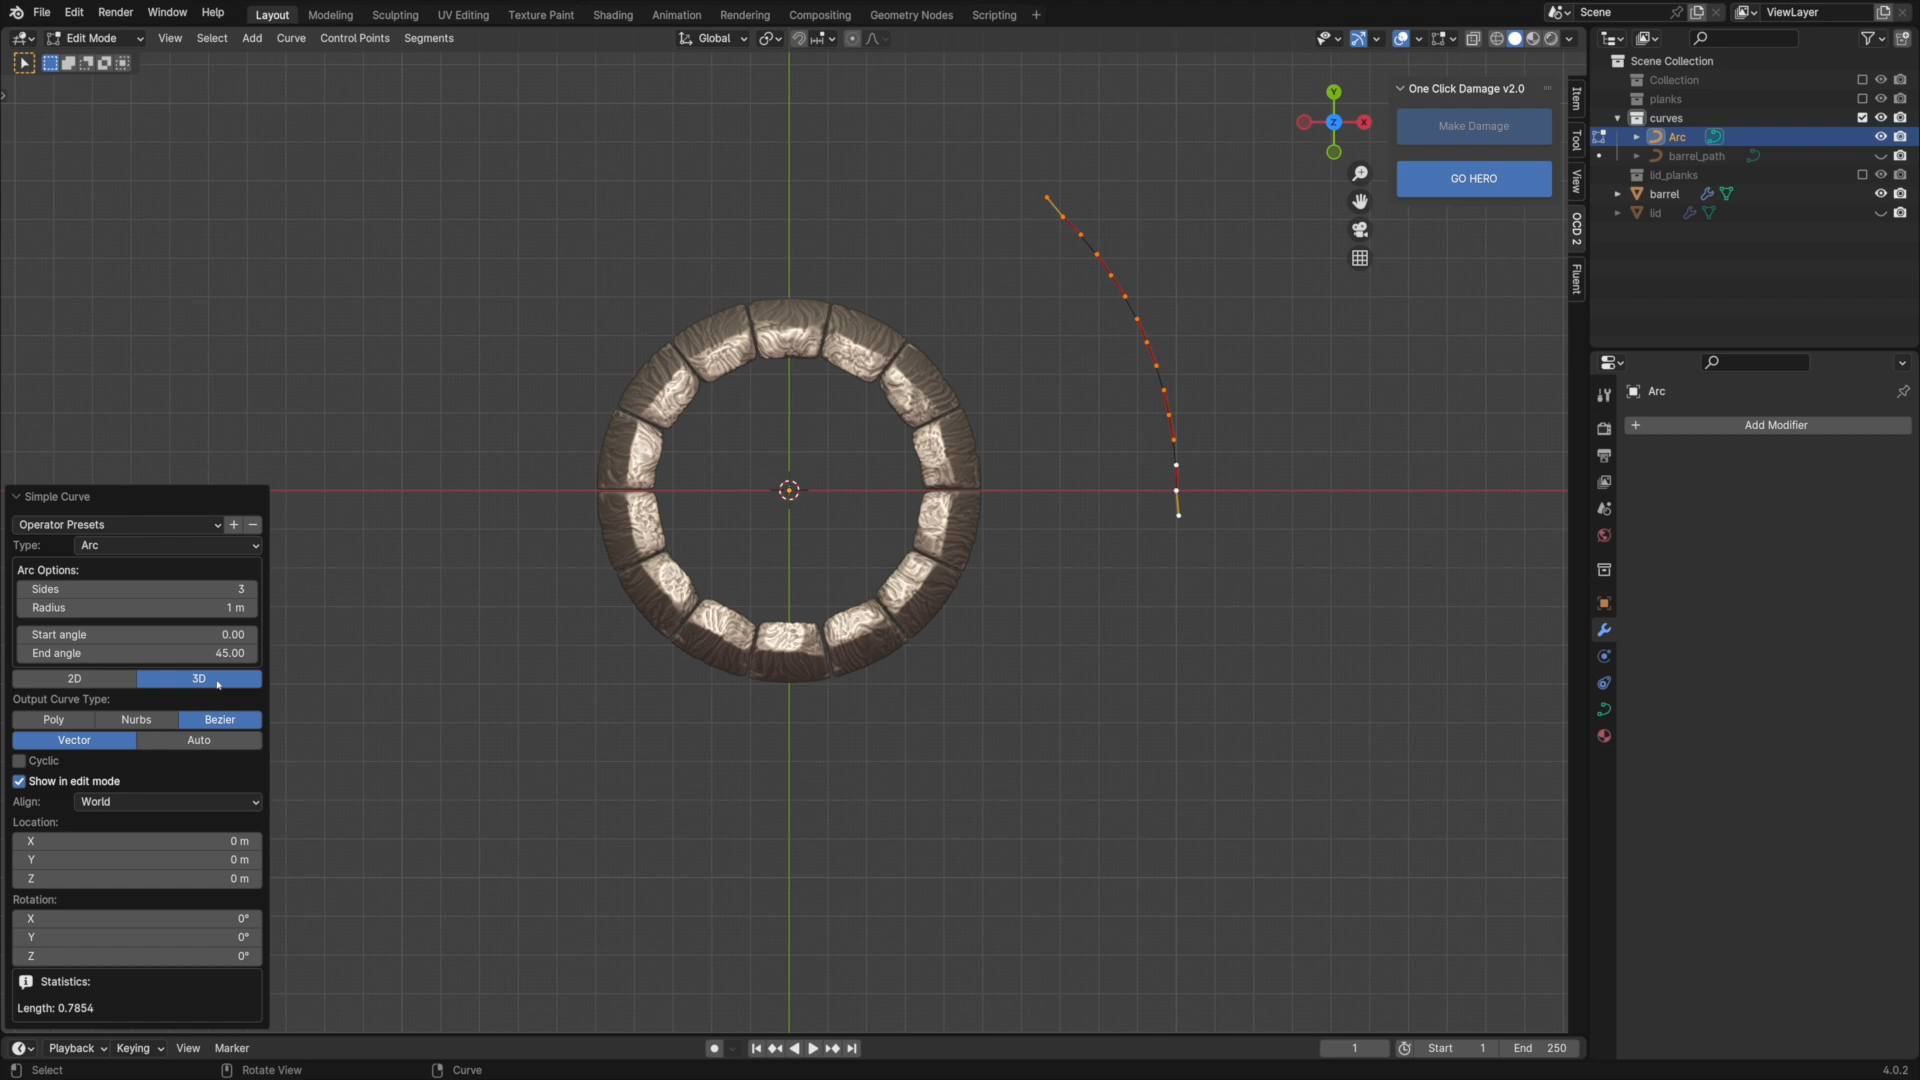 File Edit Render Window Help
Layout Modeling Sculpting UV Editing Texture Paint Shading Animation Rendering Compositing Geometry Nodes Scripting +
Scene
ViewLayer
Edit Mode View Select Add Curve Control Points Segments
Global
One Click Damage v2.0
Make Damage
GO HERO
Item
Tool
View
OCD 2
Fluent
Y
Z
X
Scene Collection
Collection
planks
curves
Arc
barrel_path
lid_planks
barrel
lid
Arc
+ Add Modifier
Simple Curve
Operator Presets + −
Type: Arc
Arc Options:
Sides 3
Radius 1 m
Start angle 0.00
End angle 45.00
2D 3D
Output Curve Type:
Poly Nurbs Bezier
Vector Auto
Cyclic
Show in edit mode
Align: World
Location:
X 0 m
Y 0 m
Z 0 m
Rotation:
X 0°
Y 0°
Z 0°
Statistics:
Length: 0.7854
Playback Keying View Marker
1
Start 1
End 250
Select Rotate View Curve
4.0.2